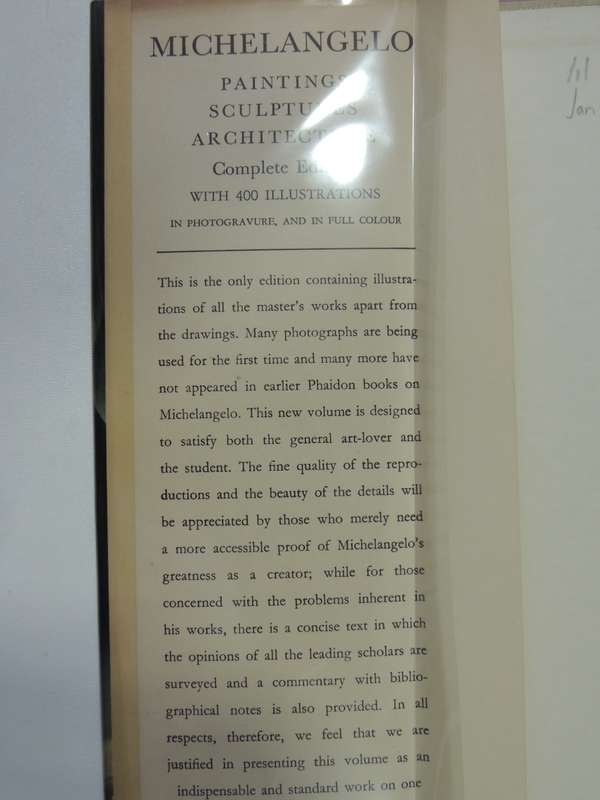 MICHELANGELO
PAINTINGS
SCULPTURES
ARCHITECTURE
Complete
WITH 400 ILLUSTRATIONS
IN PHOTOGRAVURE, AND IN FULL COLOUR
This is the only edition containing illustra-
tions of all the master's works apart from
the drawings. Many photographs are being
used for the first time and many more have
not appeared in earlier Phaidon books on
Michelangelo. This new volume is designed
to satisfy both the general art-lover and
the student. The fine quality of the repro-
ductions and the beauty of the details will
be appreciated by those who merely need
a more accessible proof of Michelangelo's
greatness as a creator; while for those
concerned with the problems inherent in
his works, there is a concise text in which
the opinions of all the leading scholars are
surveyed and a commentary with biblio-
graphical notes is also provided. In all
respects, therefore, we feel that we are
justified in presenting this volume as an
indispensable and standard work on one
Jan